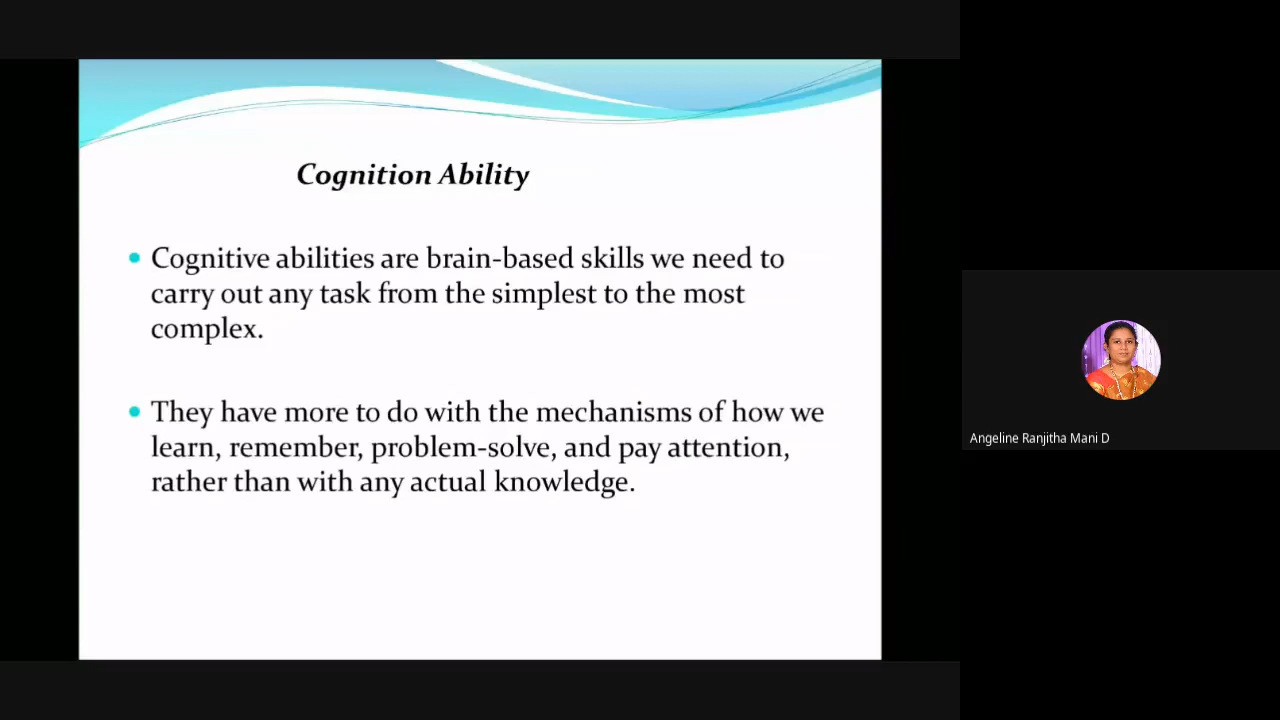 Cognition Ability
Cognitive abilities are brain-based skills we need to
carry out any task from the simplest to the most
complex.
They have more to do with the mechanisms of how we
learn, remember, problem-solve, and pay attention,
rather than with any actual knowledge.
Angeline Ranjitha Mani D